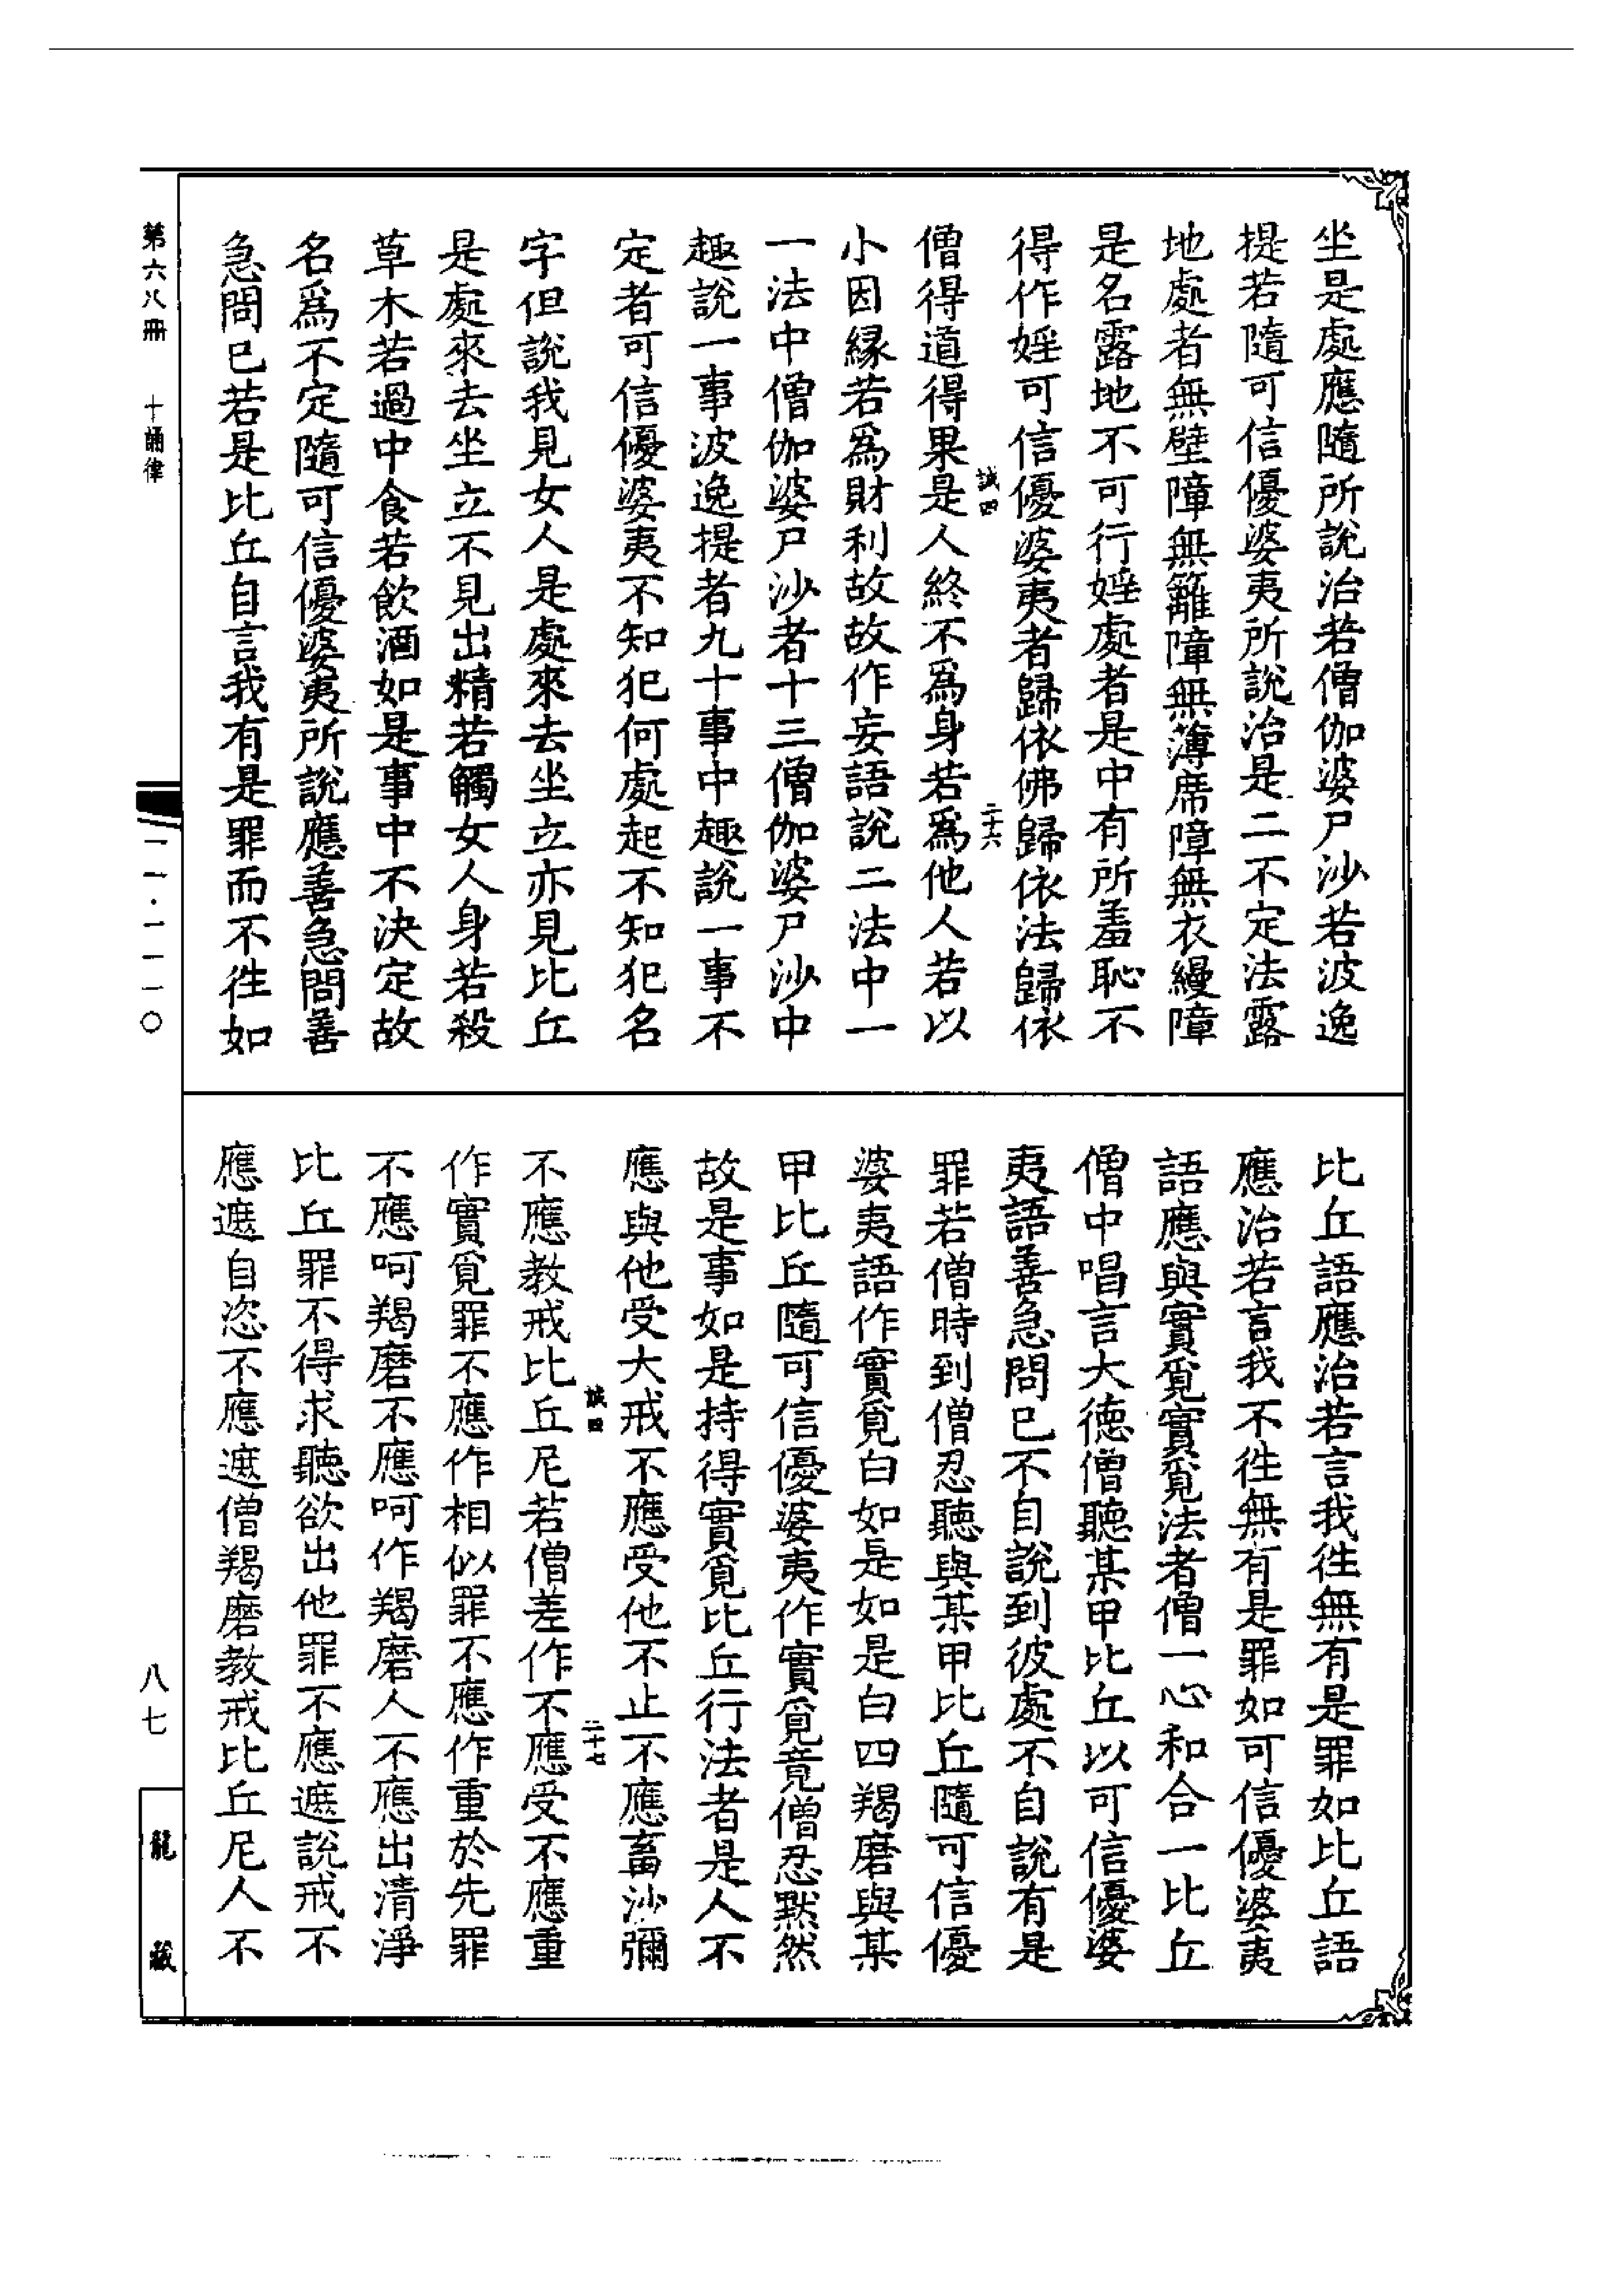 坐是處應隨所說治若僧伽婆尸沙若波逸
提若隨可信優婆夷所說治是二不定法露
地處者無壁障無籬障無薄席障無衣縵障
是名露地不可行婬處者是中有所羞恥不
得作婬可信優婆夷者歸依佛歸依法歸依
誡四
二十六
僧得道得果是人終不爲身若爲他人若以
小因緣若爲財利故故作妄語說二法中一
一法中僧伽婆尸沙者十三僧伽婆尸沙中
趣說一事波逸提者九十事中趣說一事不
定者可信優婆夷不知犯何處起不知犯名
字但說我見女人是處來去坐立亦見比丘
是處來去坐立不見出精若觸女人身若殺
草木若過中食若飲酒如是事中不決定故
名爲不定隨可信優婆夷所說應善急問善
急問已若是比丘自言我有是罪而不徃如
比丘語應治若言我徃無有是罪如比丘語
應治若言我不徃無有是罪如可信優婆夷
語應與實覓實覓法者僧一心和合一比丘
僧中唱言大德僧聽某甲比丘以可信優婆
夷語善急問已不自說到彼處不自說有是
罪若僧時到僧忍聽與某甲比丘隨可信優
婆夷語作實覓白如是如是白四羯磨與某
甲比丘隨可信優婆夷作實覓竟僧忍默然
故是事如是持得實覓比丘行法者是人不
應與他受大戒不應受他不止不應畜沙彌
誡四
二十七
不應教戒比丘尼若僧差作不應受不應重
作實覓罪不應作相似罪不應作重於先罪
不應呵羯磨不應呵作羯磨人不應出清淨
比丘罪不得求聽欲出他罪不應遮說戒不
應遮自恣不應遮僧羯磨教戒比丘尼人不
第六八冊 十誦律
一一·一一一〇
八七
龍藏